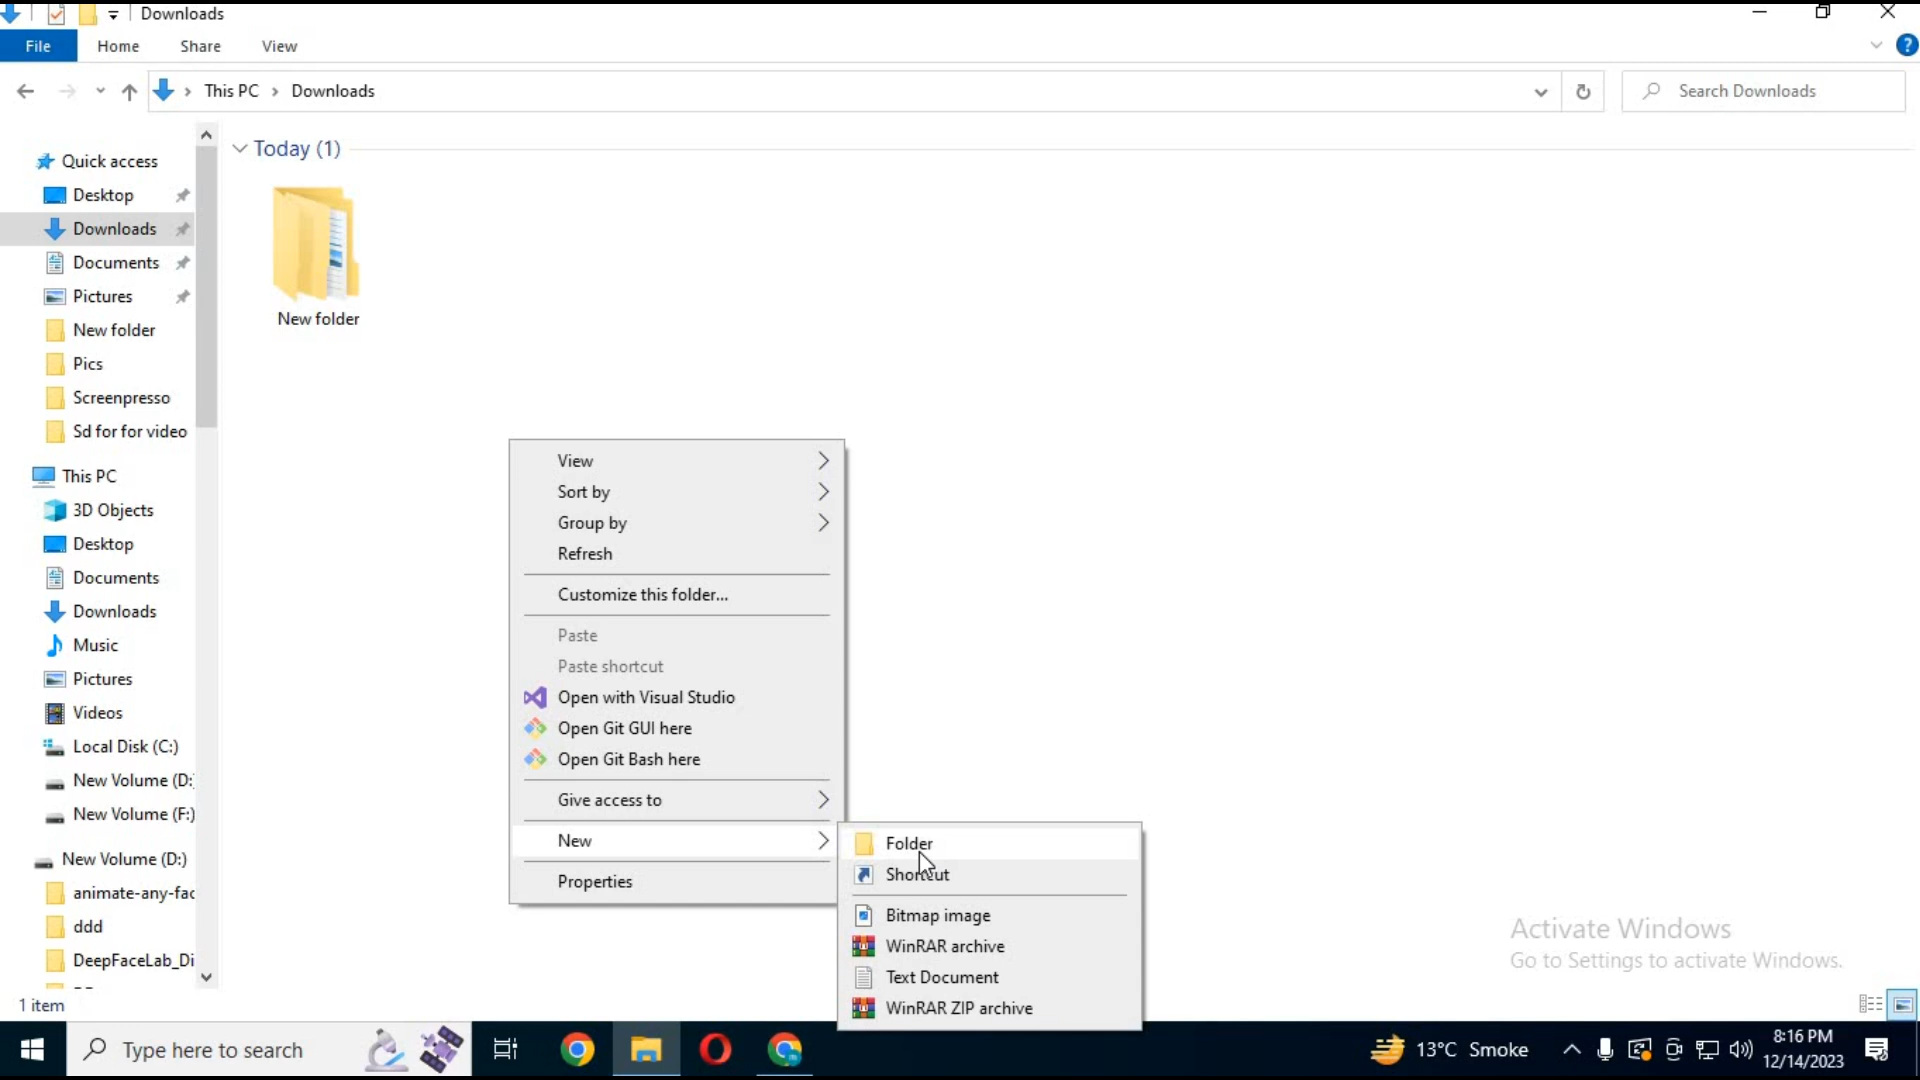 Downloads
File Home Share View
This PC > Downloads
Search Downloads
Quick access
Desktop
Downloads
Documents
Pictures
New folder
Pics
Screenpresso
Sd for for video
This PC
3D Objects
Desktop
Documents
Downloads
Music
Pictures
Videos
Local Disk (C:)
New Volume (D:
New Volume (F:)
New Volume (D:)
animate-any-fac
ddd
DeepFaceLab_Di
1 item
Today (1)
New folder
View
Sort by
Group by
Refresh
Customize this folder...
Paste
Paste shortcut
Open with Visual Studio
Open Git GUI here
Open Git Bash here
Give access to
New
Properties
Folder
Shortcut
Bitmap image
WinRAR archive
Text Document
WinRAR ZIP archive
Activate Windows
Go to Settings to activate Windows.
Type here to search
13°C Smoke
8:16 PM
12/14/2023